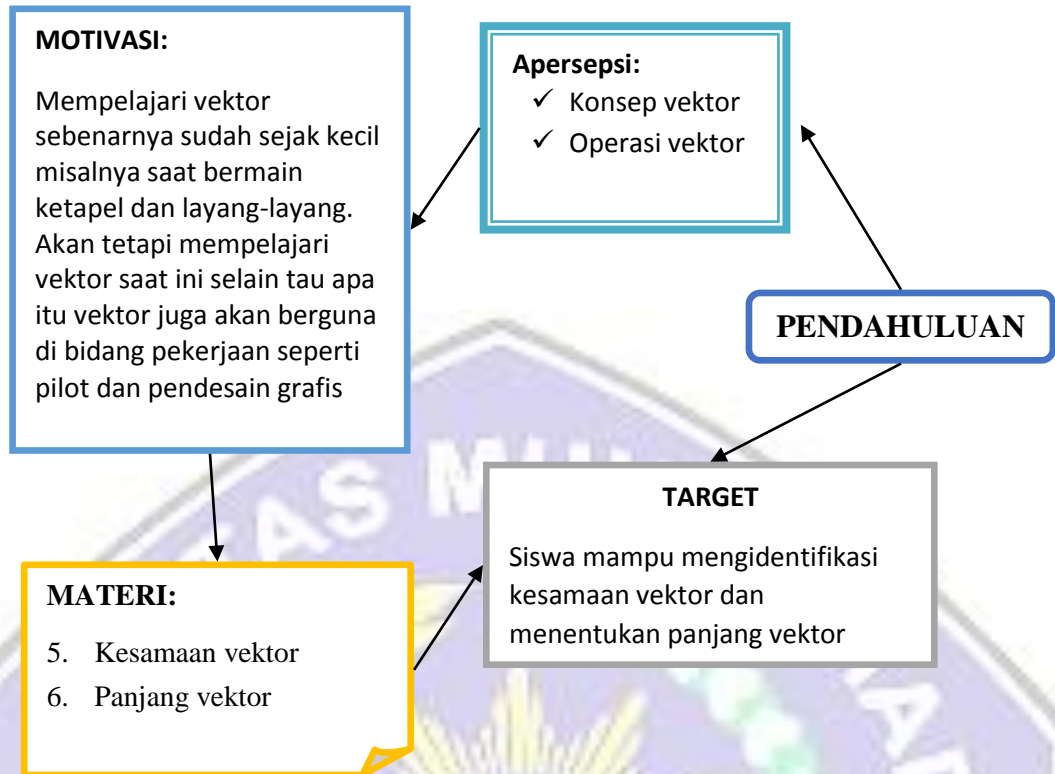 MOTIVASI:
Mempelajari vektor
sebenarnya sudah sejak kecil
misalnya saat bermain
ketapel dan layang-layang.
Akan tetapi mempelajari
vektor saat ini selain tau apa
itu vektor juga akan berguna
di bidang pekerjaan seperti
pilot dan pendesain grafis
Apersepsi:
✓ Konsep vektor
✓ Operasi vektor
PENDAHULUAN
TARGET
Siswa mampu mengidentifikasi
kesamaan vektor dan
menentukan panjang vektor
MATERI:
5. Kesamaan vektor
6. Panjang vektor